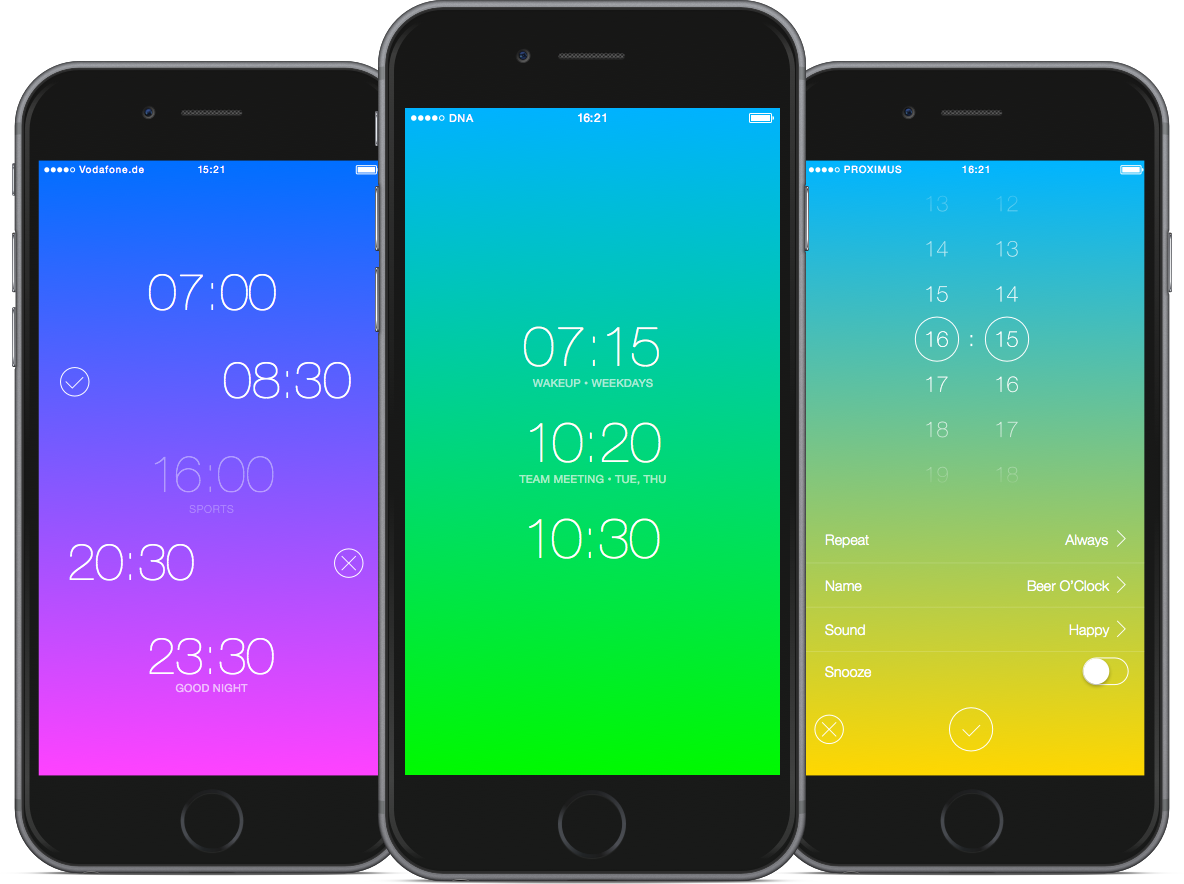 Vodafone.de 15:21
07:00
08:30
16:00
SPORTS
20:30
23:30
GOOD NIGHT
DNA 16:21
07:15
WAKEUP • WEEKDAYS
10:20
TEAM MEETING • TUE, THU
10:30
PROXIMUS 16:21
13 12
14 13
15 14
16 : 15
17 16
18 17
19 18
Repeat Always
Name Beer O'Clock
Sound Happy
Snooze